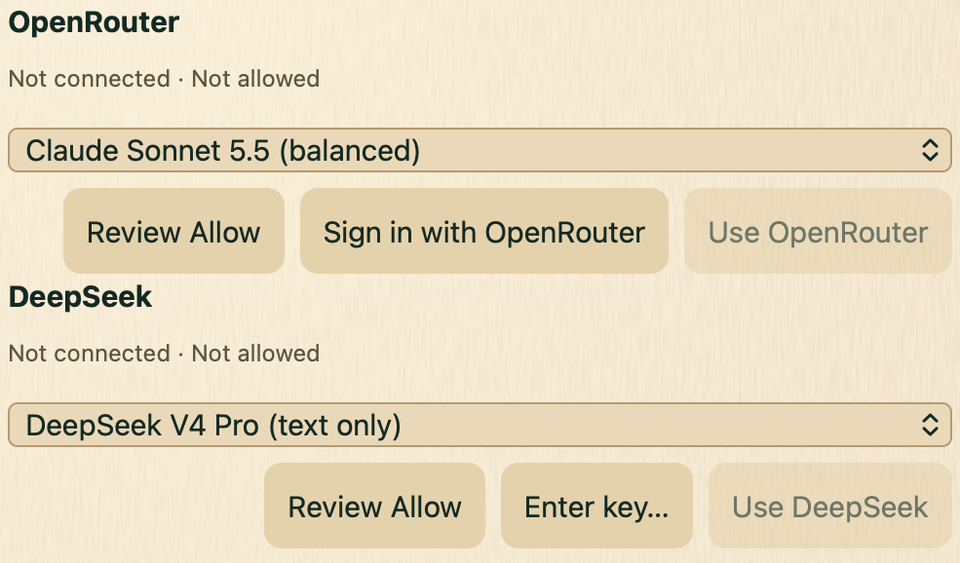 OpenRouter
Not connected · Not allowed
Claude Sonnet 5.5 (balanced)
Review Allow Sign in with OpenRouter Use OpenRouter
DeepSeek
Not connected · Not allowed
DeepSeek V4 Pro (text only)
Review Allow Enter key... Use DeepSeek